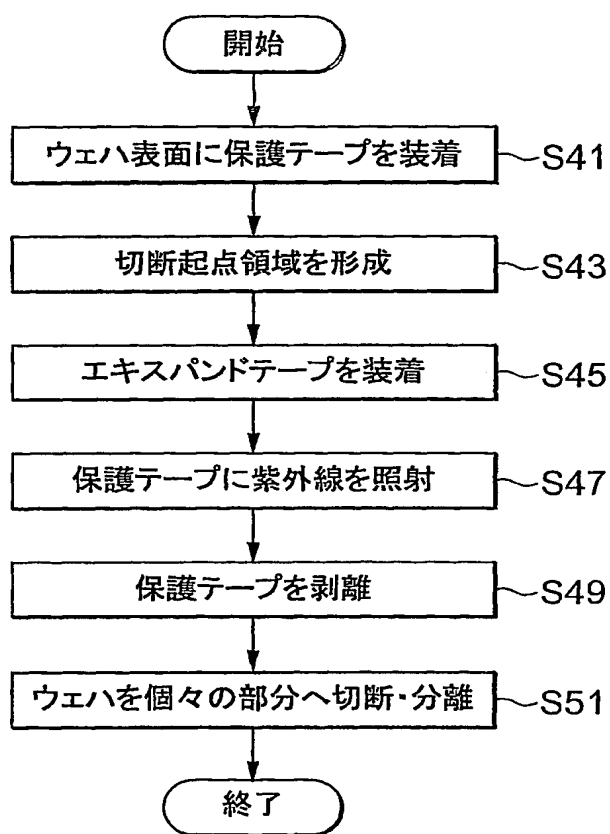 開始
ウェハ表面に保護テープを装着 S41
切断起点領域を形成 S43
エキスパンドテープを装着 S45
保護テープに紫外線を照射 S47
保護テープを剥離 S49
ウェハを個々の部分へ切断・分離 S51
終了